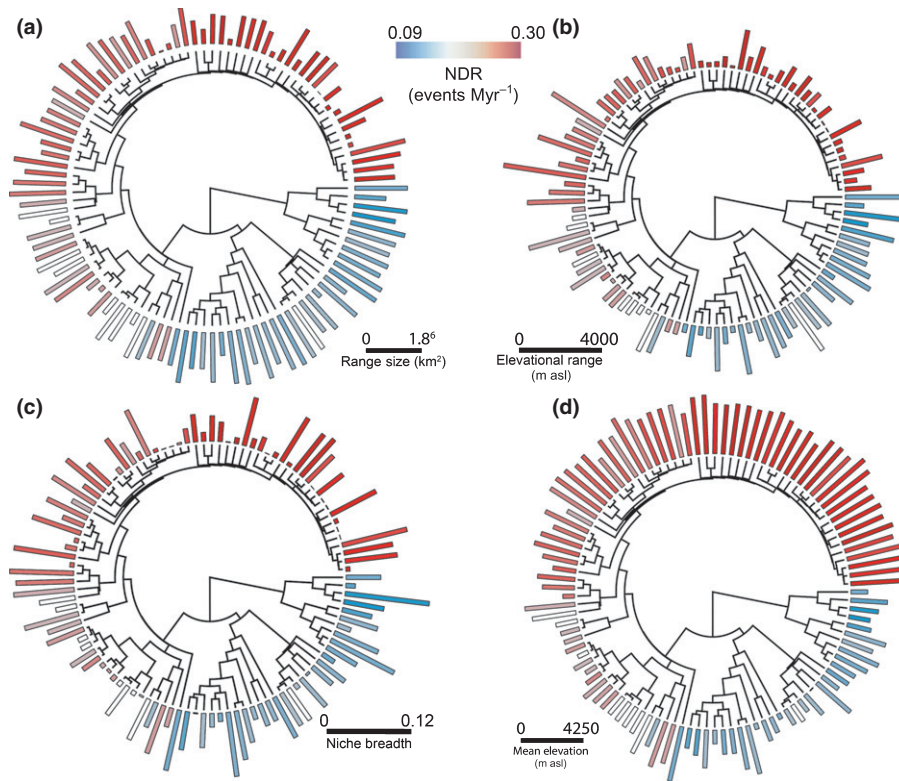 (a)
0.09 0.30
NDR
(events Myr⁻¹)
(b)
0 1.8⁶
Range size (km²)
0 4000
Elevational range
(m asl)
(c)
0 0.12
Niche breadth
(d)
0 4250
Mean elevation
(m asl)